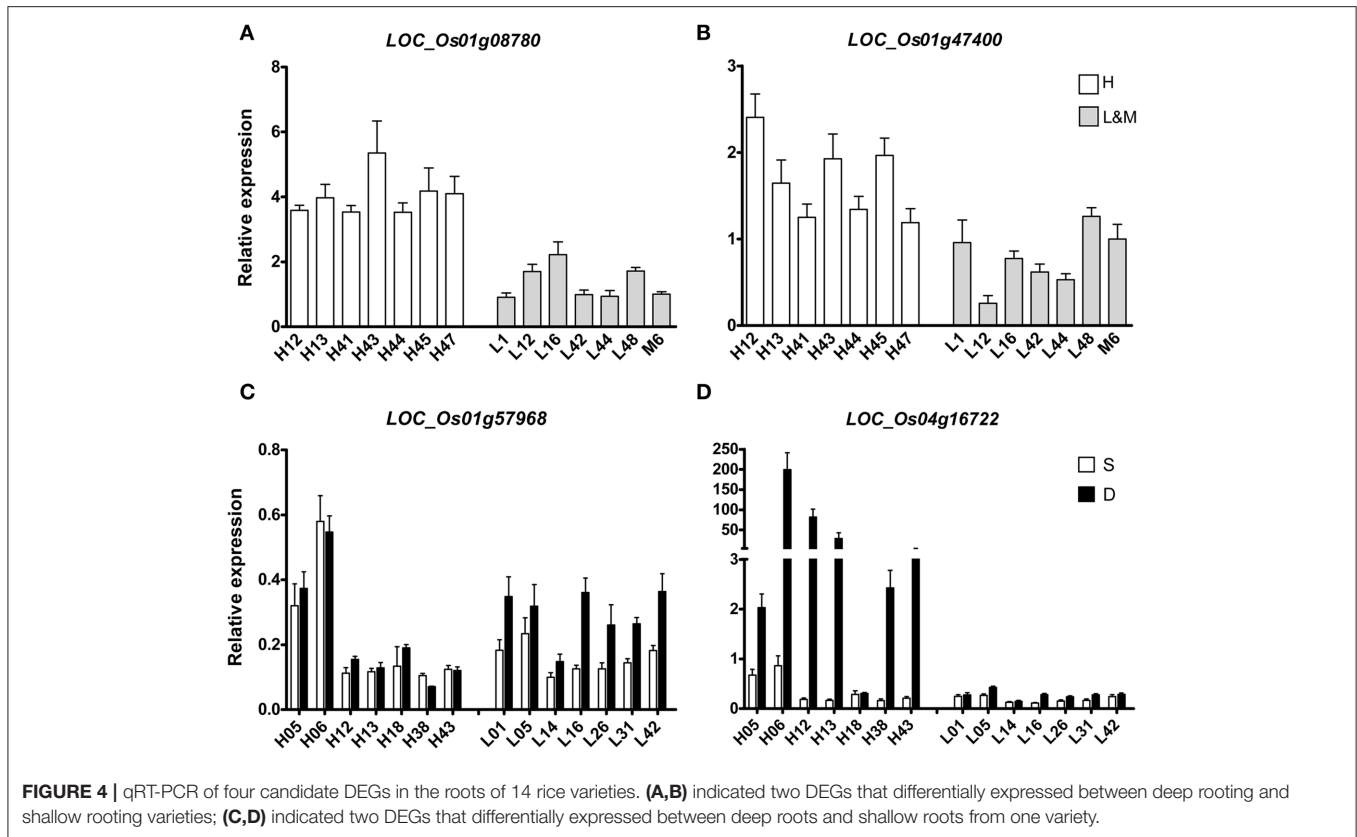 A
LOC_Os01g08780
Relative expression
8
6
4
2
0
H12 H13 H41 H43 H44 H45 H47 L1 L12 L16 L42 L44 L48 M6
B
LOC_Os01g47400
3
2
1
0
H12 H13 H41 H43 H44 H45 H47 L1 L12 L16 L42 L44 L48 M6
H
L&M
C
LOC_Os01g57968
Relative expression
0.8
0.6
0.4
0.2
0.0
H05 H06 H12 H13 H18 H38 H43 L01 L05 L14 L16 L26 L31 L42
D
LOC_Os04g16722
250
200
150
100
50
3
2
1
0
H05 H06 H12 H13 H18 H38 H43 L01 L05 L14 L16 L26 L31 L42
S
D
FIGURE 4 | qRT-PCR of four candidate DEGs in the roots of 14 rice varieties. (A,B) indicated two DEGs that differentially expressed between deep rooting and
shallow rooting varieties; (C,D) indicated two DEGs that differentially expressed between deep roots and shallow roots from one variety.